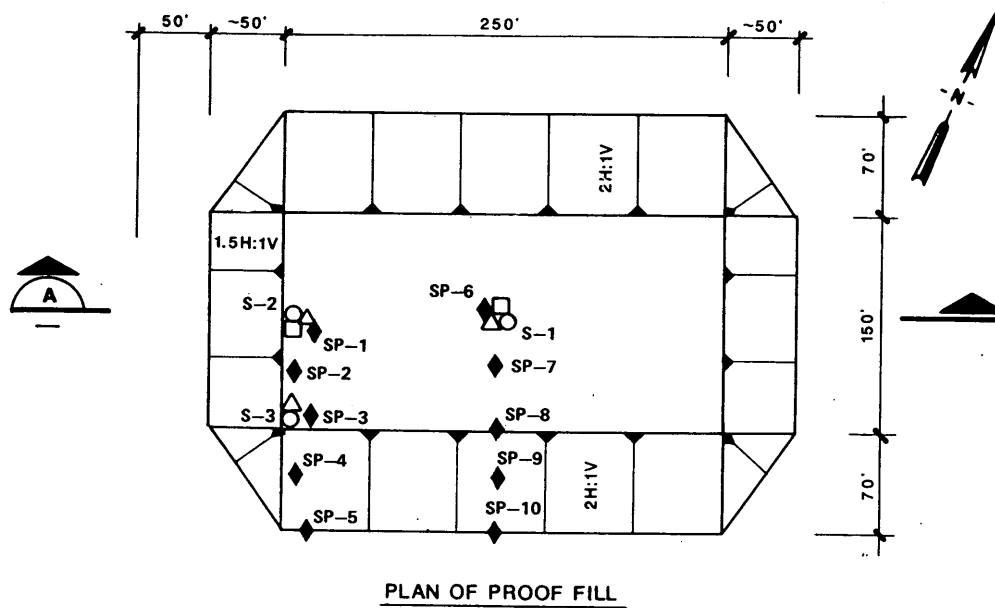 50' ~50' 250' ~50'
N
70'
2H:1V
1.5H:1V
A
S-2
SP-6
S-1
150'
SP-1
SP-2
SP-7
S-3
SP-3
SP-8
SP-4
SP-9
2H:1V
70'
SP-5
SP-10
PLAN OF PROOF FILL